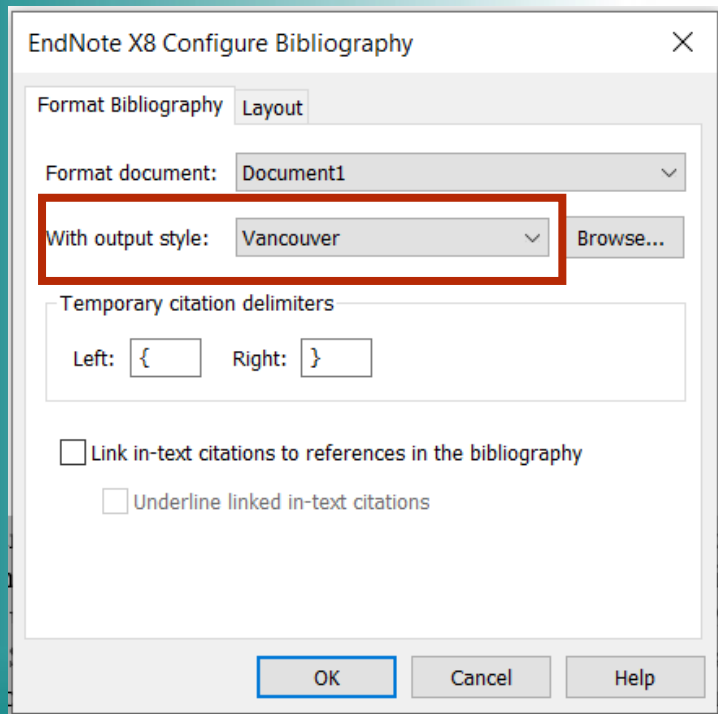 EndNote X8 Configure Bibliography
Format Bibliography Layout
Format document: Document1
With output style: Vancouver Browse...
Temporary citation delimiters
Left: { Right: }
Link in-text citations to references in the bibliography
Underline linked in-text citations
OK Cancel Help